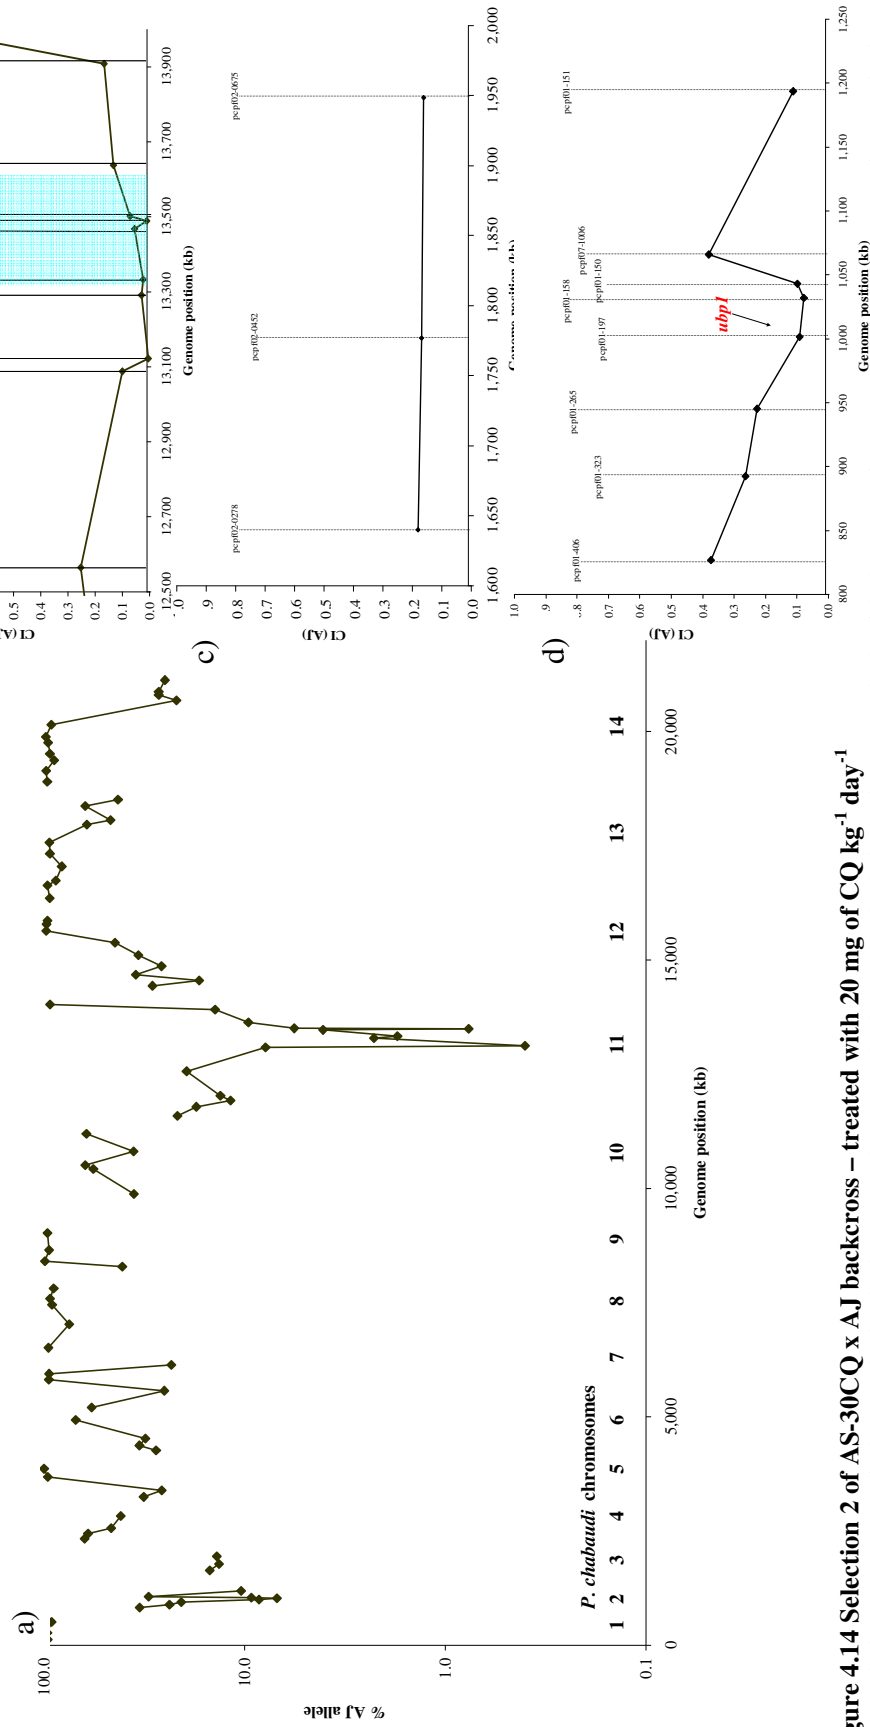 a)
100.0
10.0
1.0
0.1
% AJ allele
P. chabaudi chromosomes
1 2 3 4 5 6 7 8 9 10 11 12 13 14
0 5,000 10,000 15,000 20,000
Genome position (kb)
0.5
0.4
0.3
0.2
0.1
0.0
12,500 12,700 12,900 13,100 13,300 13,500 13,700 13,900
Genome position (kb)
c)
.0
.9
0.8
0.7
0.6
0.5
0.4
0.3
0.2
0.1
0.0
CI (AJ)
pcpf02-0278
pcpf02-0452
pcpf02-0675
1,600 1,650 1,700 1,750 1,800 1,850 1,900 1,950 2,000
Genome position (kb)
d)
1.0
.9
..8
0.7
0.6
0.5
0.4
0.3
0.2
0.1
0.0
CI (AJ)
pcpf01-406
pcpf01-323
pcpf01-265
pcpf01-197
pcpf01-158
pcpf01-150
pcpf07-1006
pcpf01-151
ubp1
800 850 900 950 1,000 1,050 1,100 1,150 1,200 1,250
Genome position (kb)
gure 4.14 Selection 2 of AS-30CQ x AJ backcross – treated with 20 mg of CQ kg-1 day-1